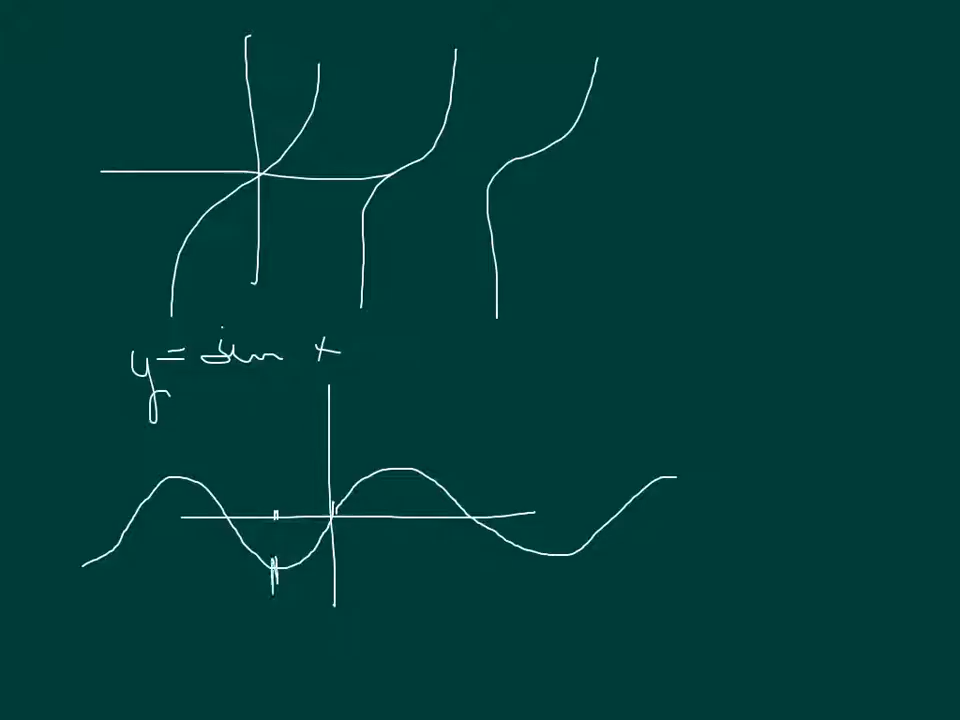 y = sin x